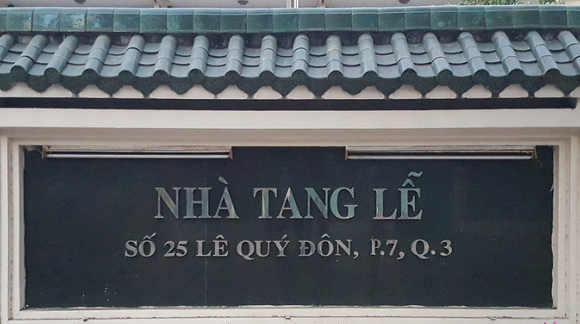 NHÀ TANG LỄ
SỐ 25 LÊ QUÝ ĐÔN, P.7, Q.3